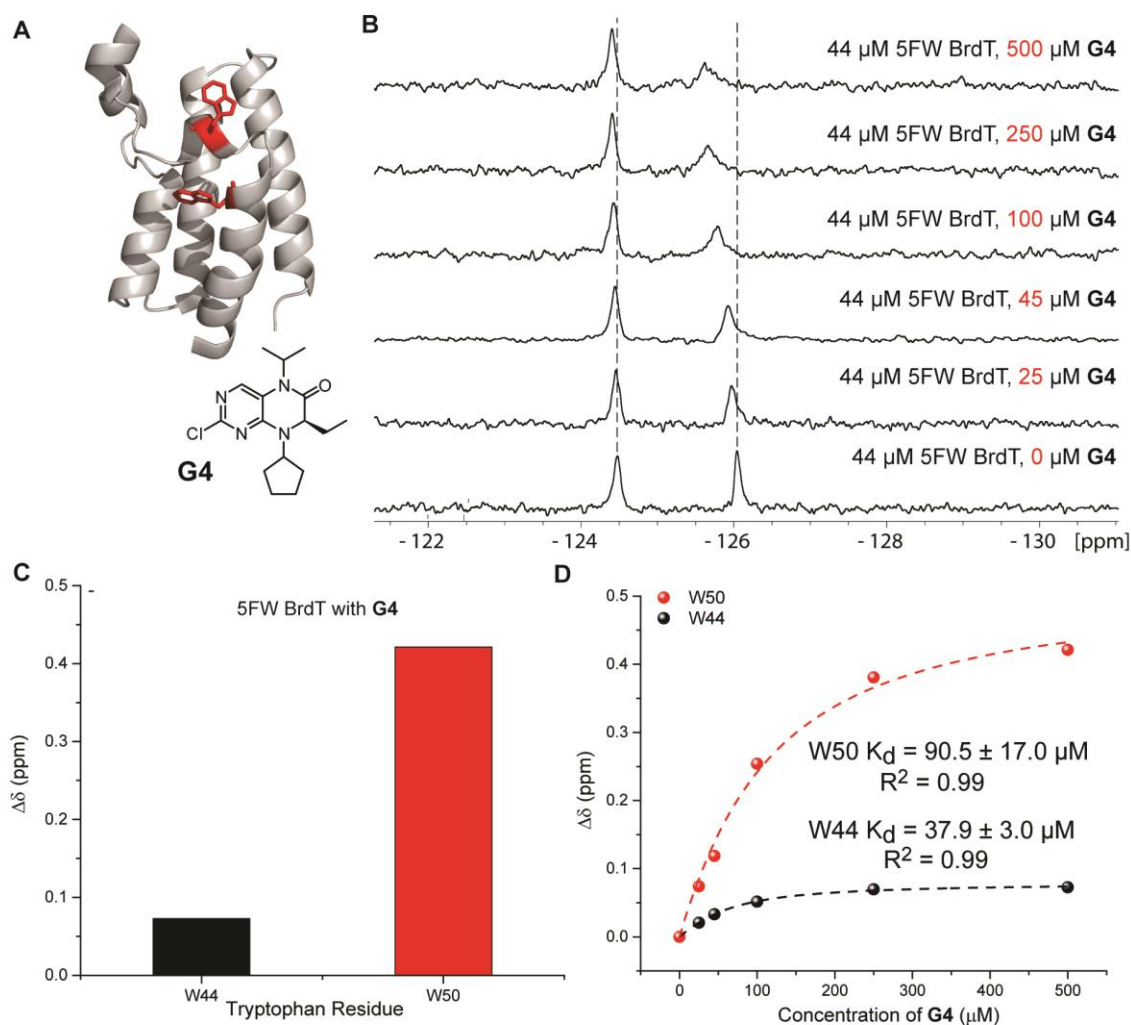 A
N
O
N
N
Cl
N
G4
B
44 µM 5FW BrdT, 500 µM G4
44 µM 5FW BrdT, 250 µM G4
44 µM 5FW BrdT, 100 µM G4
44 µM 5FW BrdT, 45 µM G4
44 µM 5FW BrdT, 25 µM G4
44 µM 5FW BrdT, 0 µM G4
- 122 - 124 - 126 - 128 - 130 [ppm]
C
5FW BrdT with G4
Δδ (ppm)
0.5
0.4
0.3
0.2
0.1
0.0
W44 W50
Tryptophan Residue
D
W50
W44
Δδ (ppm)
0.5
0.4
0.3
0.2
0.1
0.0
W50 Kd = 90.5 ± 17.0 µM
R2 = 0.99
W44 Kd = 37.9 ± 3.0 µM
R2 = 0.99
0 100 200 300 400 500
Concentration of G4 (µM)